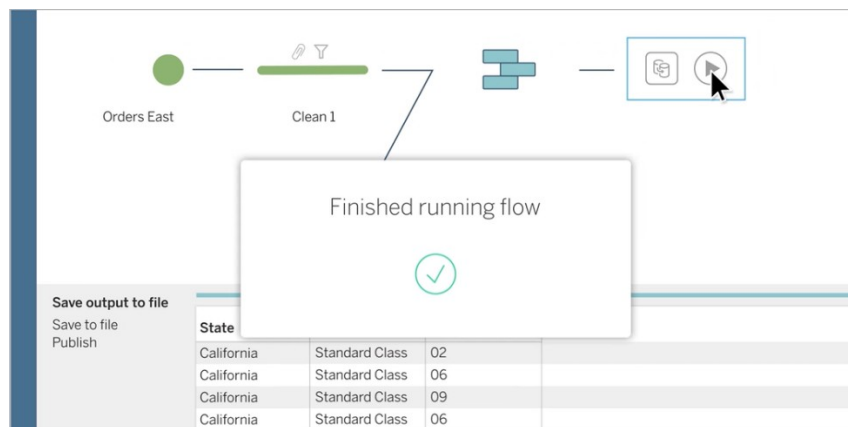 Orders East
Clean 1
Finished running flow
Save output to file
Save to file
Publish
State
California Standard Class 02
California Standard Class 06
California Standard Class 09
California Standard Class 06